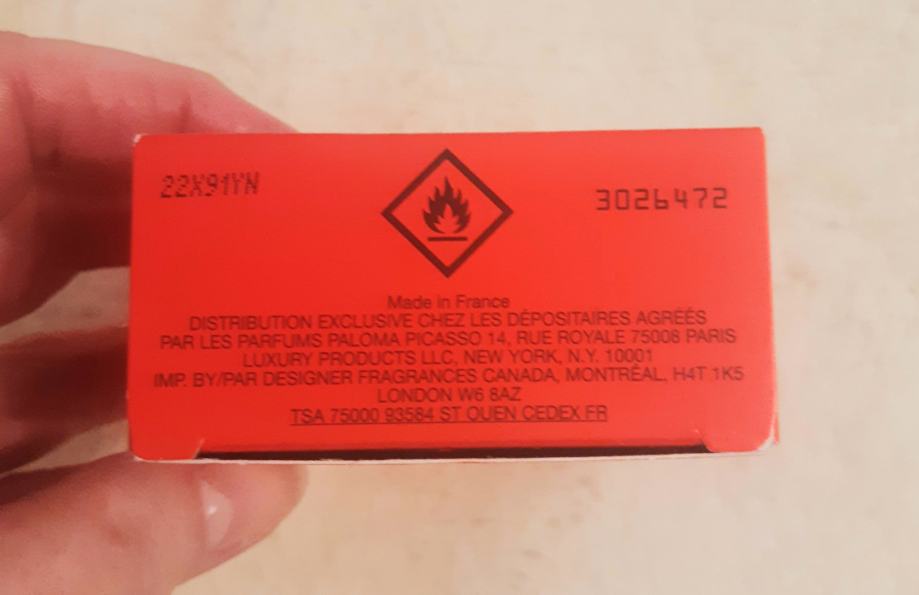 22X91YN
3026472
Made in France
DISTRIBUTION EXCLUSIVE CHEZ LES DÉPOSITAIRES AGRÉÉS
PAR LES PARFUMS PALOMA PICASSO 14, RUE ROYALE 75008 PARIS
LUXURY PRODUCTS LLC, NEW YORK, N.Y. 10001
IMP. BY/PAR DESIGNER FRAGRANCES CANADA, MONTRÉAL, H4T 1K5
LONDON W6 8AZ
TSA 75000 93584 ST OUEN CEDEX FR